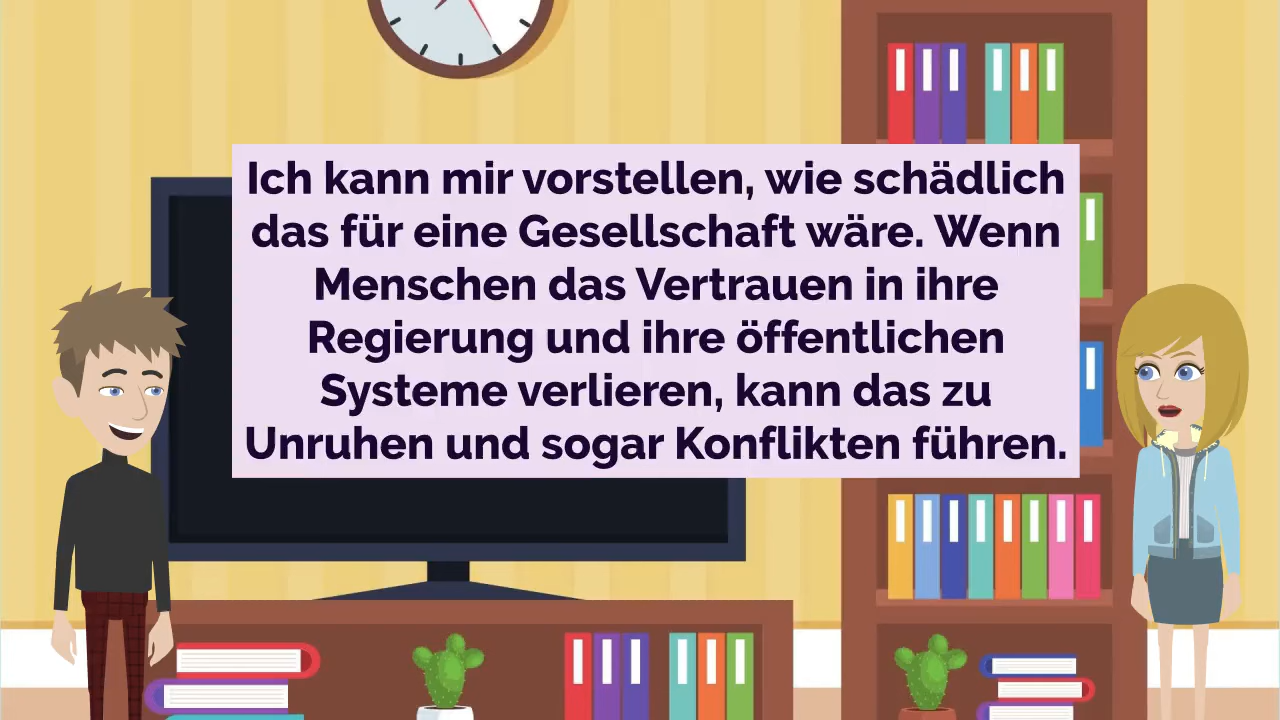 Ich kann mir vorstellen, wie schädlich
das für eine Gesellschaft wäre. Wenn
Menschen das Vertrauen in ihre
Regierung und ihre öffentlichen
Systeme verlieren, kann das zu
Unruhen und sogar Konflikten führen.